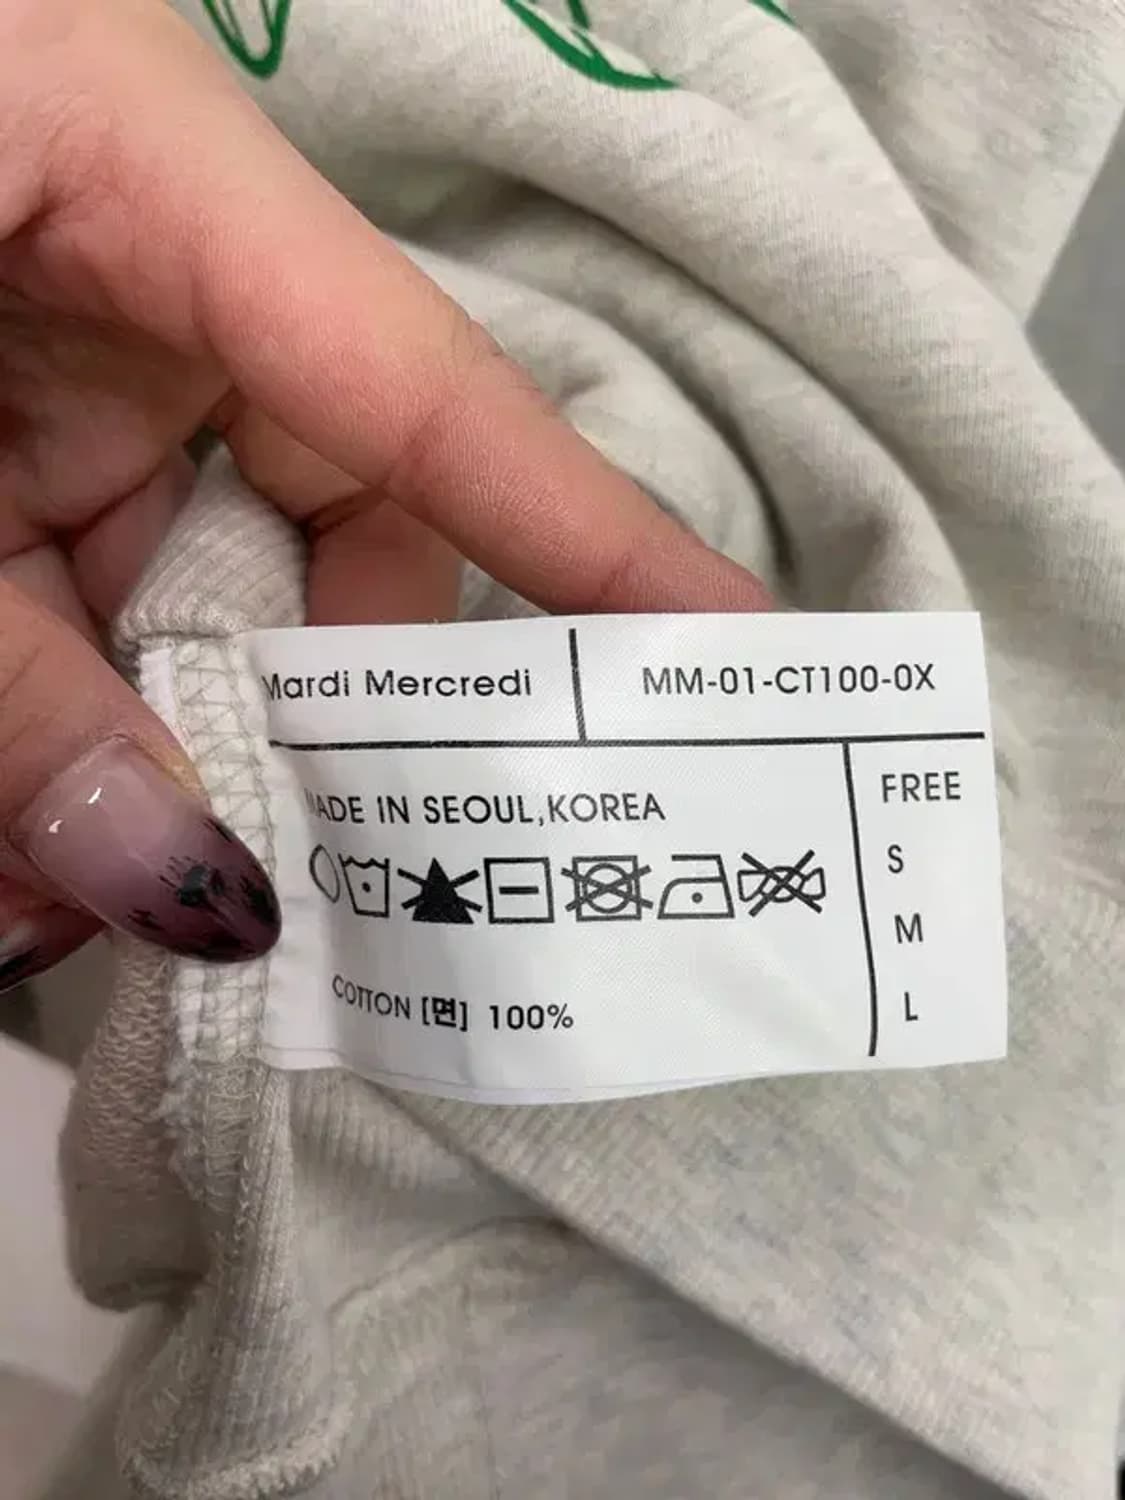 Mardi Mercredi
MM-01-CT100-0X
MADE IN SEOUL,KOREA
COTTON [면] 100%
FREE
S
M
L